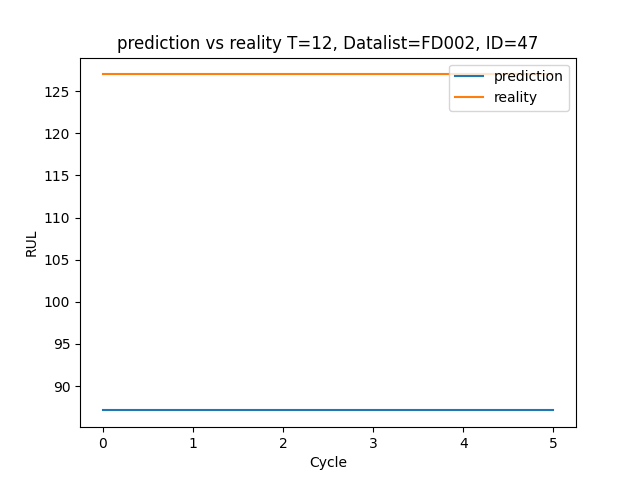 prediction vs reality T=12, Datalist=FD002, ID=47
prediction
reality
RUL
125
120
115
110
105
100
95
90
0 1 2 3 4 5
Cycle